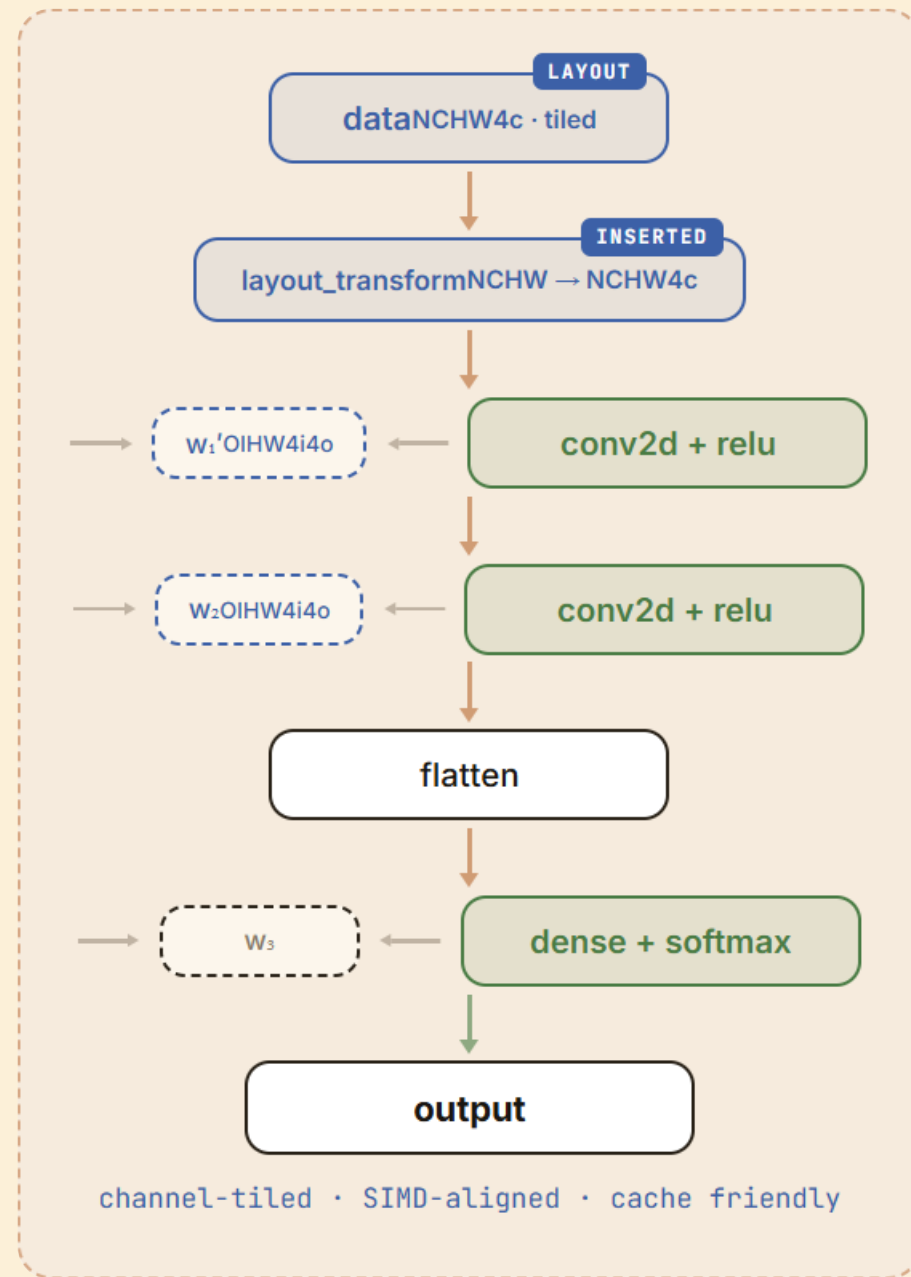 LAYOUT
dataNCHW4c · tiled
INSERTED
layout_transformNCHW → NCHW4c
w₁′OIHW4i4o
conv2d + relu
w₂OIHW4i4o
conv2d + relu
flatten
w₃
dense + softmax
output
channel-tiled · SIMD-aligned · cache friendly